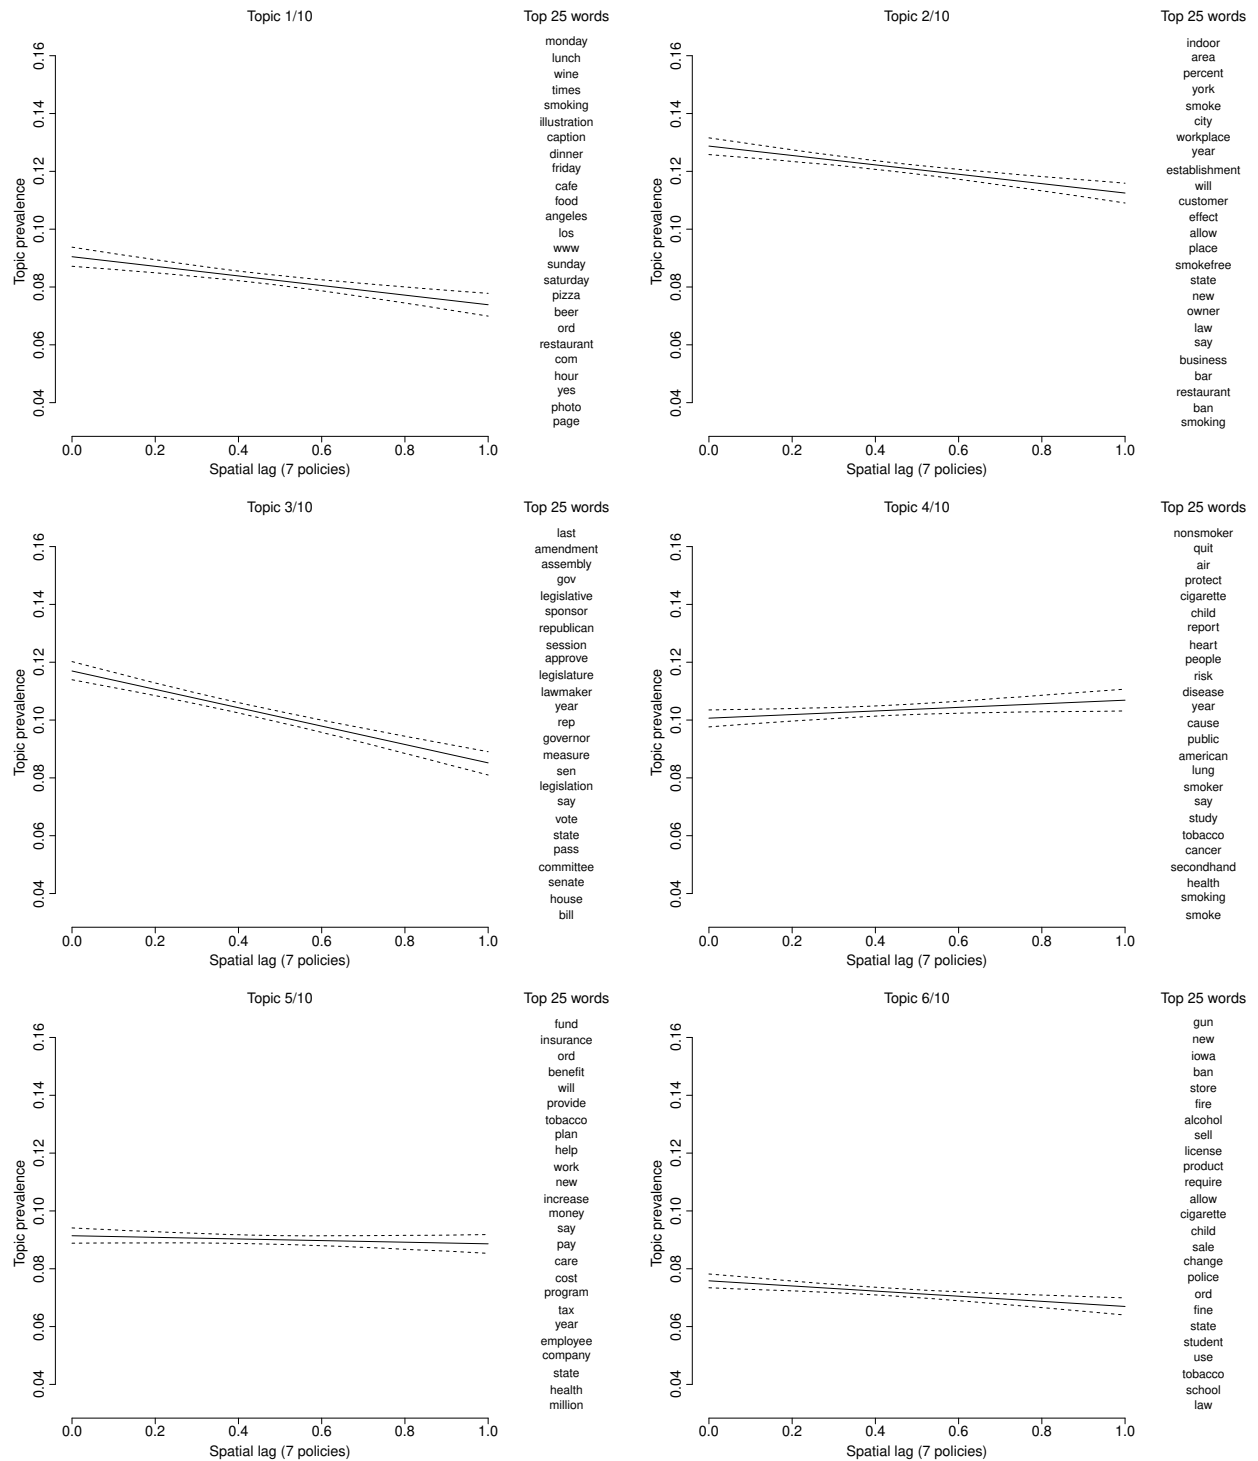 Topic 1/10
Top 25 words
Topic prevalence
0.16
0.14
0.12
0.10
0.08
0.06
0.04
0.0 0.2 0.4 0.6 0.8 1.0
Spatial lag (7 policies)
monday
lunch
wine
times
smoking
illustration
caption
dinner
friday
cafe
food
angeles
los
www
sunday
saturday
pizza
beer
ord
restaurant
com
hour
yes
photo
page
Topic 2/10
Top 25 words
Topic prevalence
0.16
0.14
0.12
0.10
0.08
0.06
0.04
0.0 0.2 0.4 0.6 0.8 1.0
Spatial lag (7 policies)
indoor
area
percent
york
smoke
city
workplace
year
establishment
will
customer
effect
allow
place
smokefree
state
new
owner
law
say
business
bar
restaurant
ban
smoking
Topic 3/10
Top 25 words
Topic prevalence
0.16
0.14
0.12
0.10
0.08
0.06
0.04
0.0 0.2 0.4 0.6 0.8 1.0
Spatial lag (7 policies)
last
amendment
assembly
gov
legislative
sponsor
republican
session
approve
legislature
lawmaker
year
rep
governor
measure
sen
legislation
say
vote
state
pass
committee
senate
house
bill
Topic 4/10
Top 25 words
Topic prevalence
0.16
0.14
0.12
0.10
0.08
0.06
0.04
0.0 0.2 0.4 0.6 0.8 1.0
Spatial lag (7 policies)
nonsmoker
quit
air
protect
cigarette
child
report
heart
people
risk
disease
year
cause
public
american
lung
smoker
say
study
tobacco
cancer
secondhand
health
smoking
smoke
Topic 5/10
Top 25 words
Topic prevalence
0.16
0.14
0.12
0.10
0.08
0.06
0.04
0.0 0.2 0.4 0.6 0.8 1.0
Spatial lag (7 policies)
fund
insurance
ord
benefit
will
provide
tobacco
plan
help
work
new
increase
money
say
pay
care
cost
program
tax
year
employee
company
state
health
million
Topic 6/10
Top 25 words
Topic prevalence
0.16
0.14
0.12
0.10
0.08
0.06
0.04
0.0 0.2 0.4 0.6 0.8 1.0
Spatial lag (7 policies)
gun
new
iowa
ban
store
fire
alcohol
sell
license
product
require
allow
cigarette
child
sale
change
police
ord
fine
state
student
use
tobacco
school
law